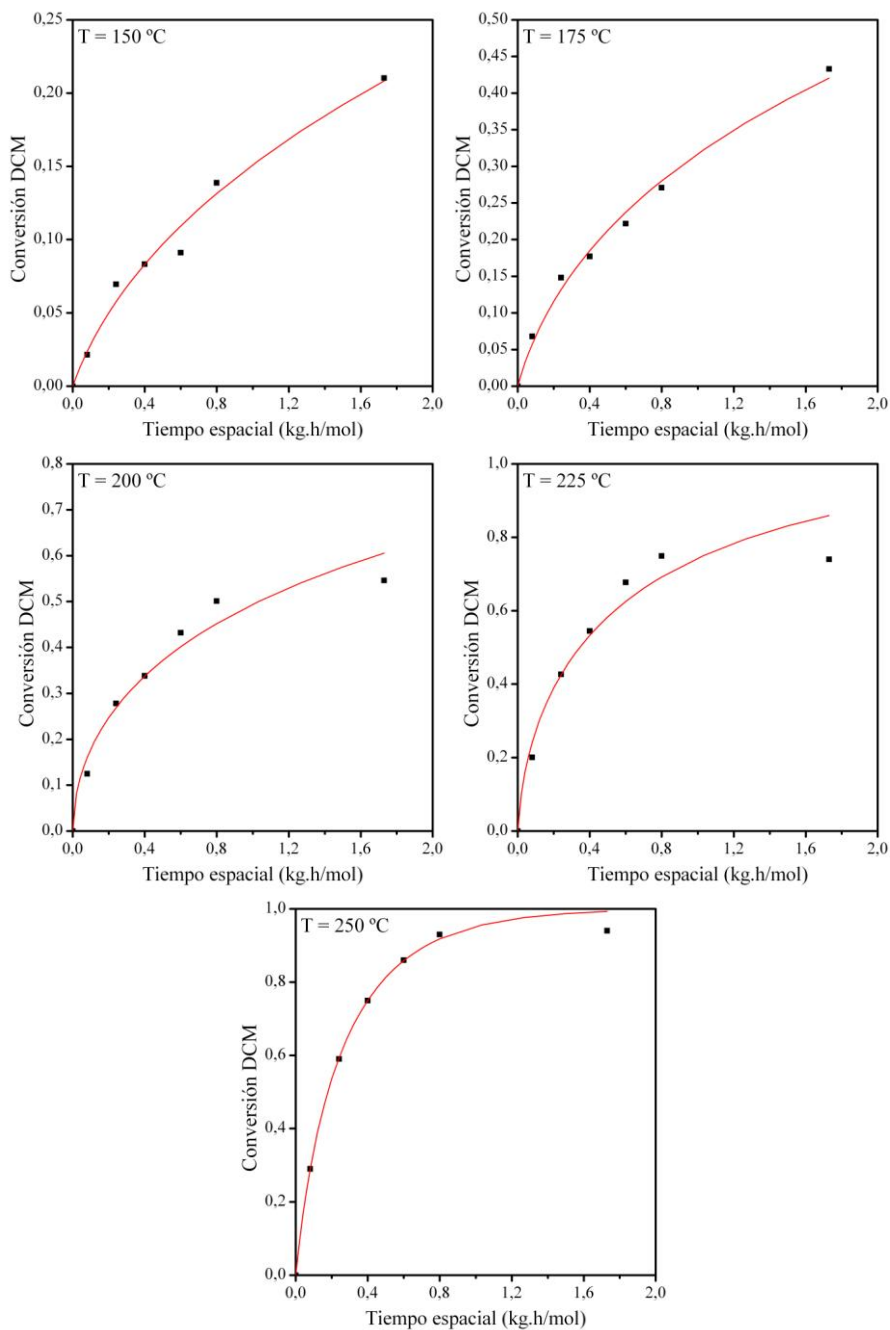 T = 150 ºC
Conversión DCM
0,25
0,20
0,15
0,10
0,05
0,00
0,0 0,4 0,8 1,2 1,6 2,0
Tiempo espacial (kg.h/mol)
T = 175 ºC
Conversión DCM
0,50
0,45
0,40
0,35
0,30
0,25
0,20
0,15
0,10
0,05
0,00
0,0 0,4 0,8 1,2 1,6 2,0
Tiempo espacial (kg.h/mol)
T = 200 ºC
Conversión DCM
0,8
0,7
0,6
0,5
0,4
0,3
0,2
0,1
0,0
0,0 0,4 0,8 1,2 1,6 2,0
Tiempo espacial (kg.h/mol)
T = 225 ºC
Conversión DCM
1,0
0,8
0,6
0,4
0,2
0,0
0,0 0,4 0,8 1,2 1,6 2,0
Tiempo espacial (kg.h/mol)
T = 250 ºC
Conversión DCM
1,0
0,8
0,6
0,4
0,2
0,0
0,0 0,4 0,8 1,2 1,6 2,0
Tiempo espacial (kg.h/mol)